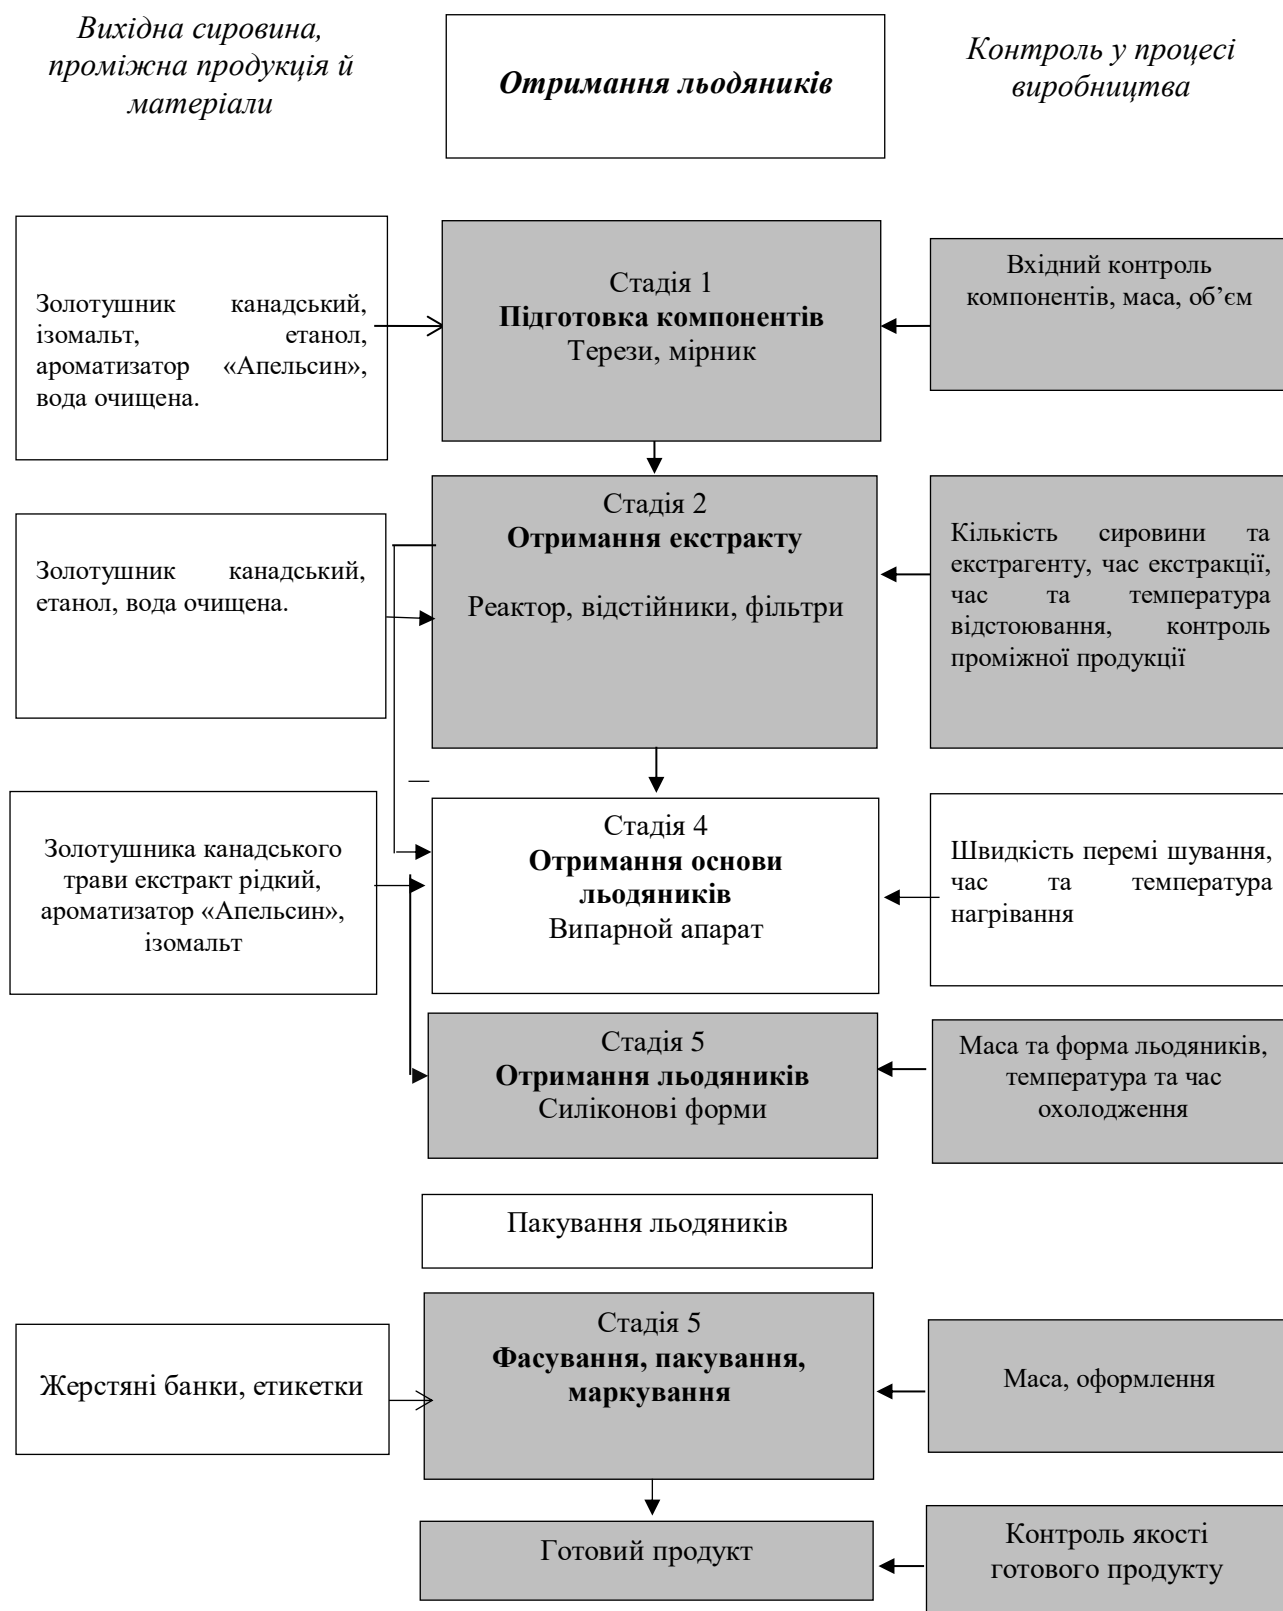 Вихідна сировина,
проміжна продукція й
матеріали
Отримання льодяників
Контроль у процесі
виробництва
Золотушник канадський,
ізомальт, етанол,
ароматизатор «Апельсин»,
вода очищена.
Стадія 1
Підготовка компонентів
Терези, мірник
Вхідний контроль
компонентів, маса, об’єм
Золотушник канадський,
етанол, вода очищена.
Стадія 2
Отримання екстракту
Реактор, відстійники, фільтри
Кількість сировини та
екстрагенту, час екстракції,
час та температура
відстоювання, контроль
проміжної продукції
Золотушника канадського
трави екстракт рідкий,
ароматизатор «Апельсин»,
ізомальт
Стадія 4
Отримання основи
льодяників
Випарной апарат
Швидкість перемі шування,
час та температура
нагрівання
Стадія 5
Отримання льодяників
Силіконові форми
Маса та форма льодяників,
температура та час
охолодження
Пакування льодяників
Жерстяні банки, етикетки
Стадія 5
Фасування, пакування,
маркування
Маса, оформлення
Готовий продукт
Контроль якості
готового продукту